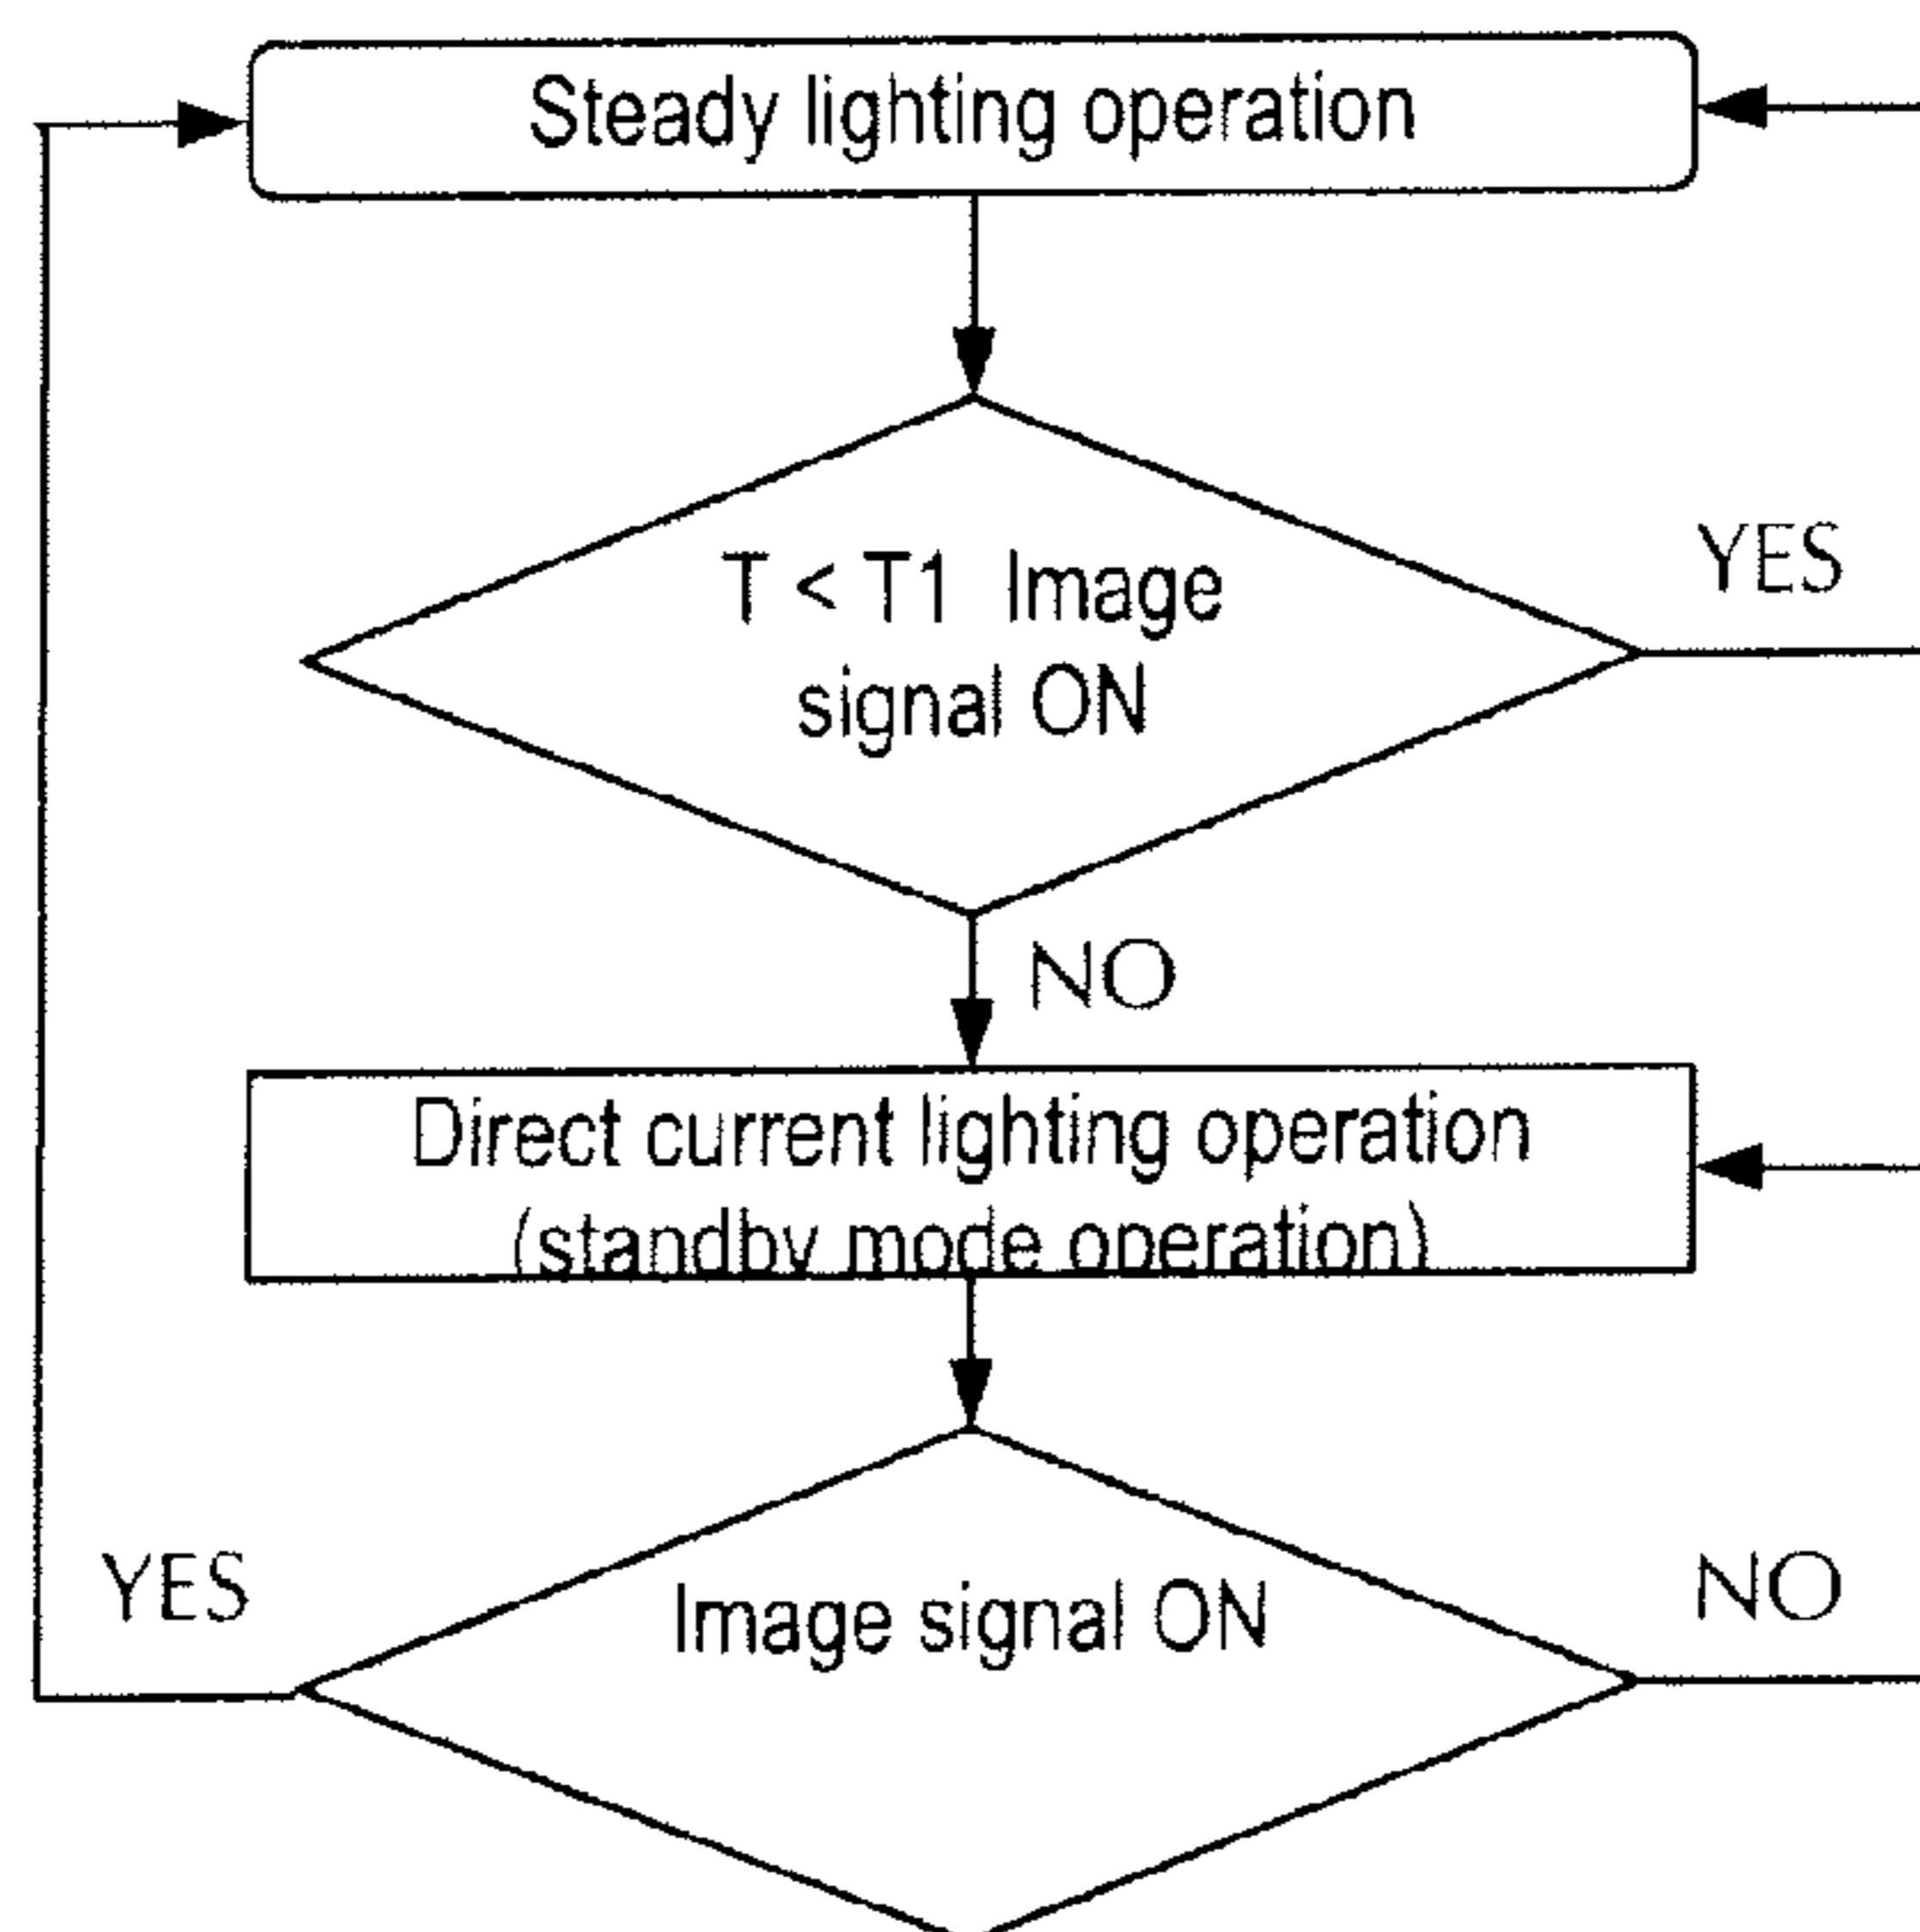 Steady lighting operation
T < T1 Image
signal ON
YES
NO
Direct current lighting operation
(standby mode operation)
Image signal ON
YES
NO